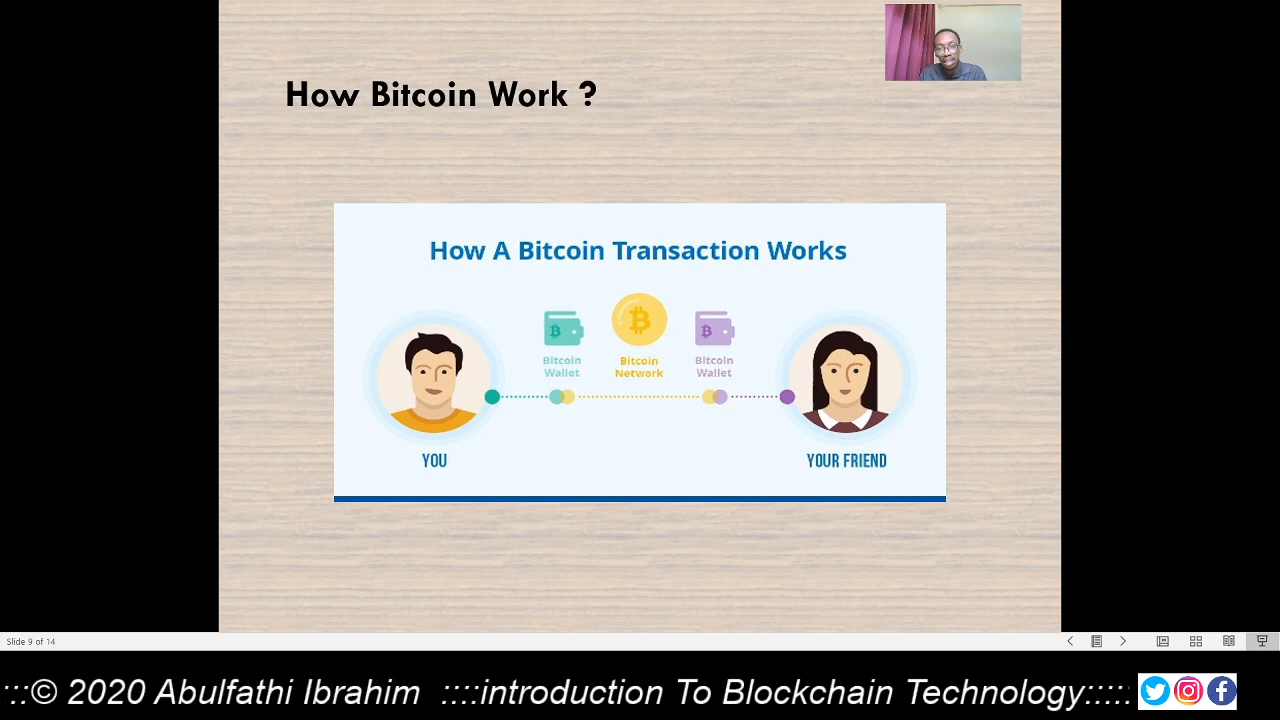 How Bitcoin Work ?
How A Bitcoin Transaction Works
Bitcoin
Wallet
Bitcoin
Network
Bitcoin
Wallet
YOU
YOUR FRIEND
Slide 9 of 14
:::© 2020 Abulfathi Ibrahim ::::introduction To Blockchain Technology:::::